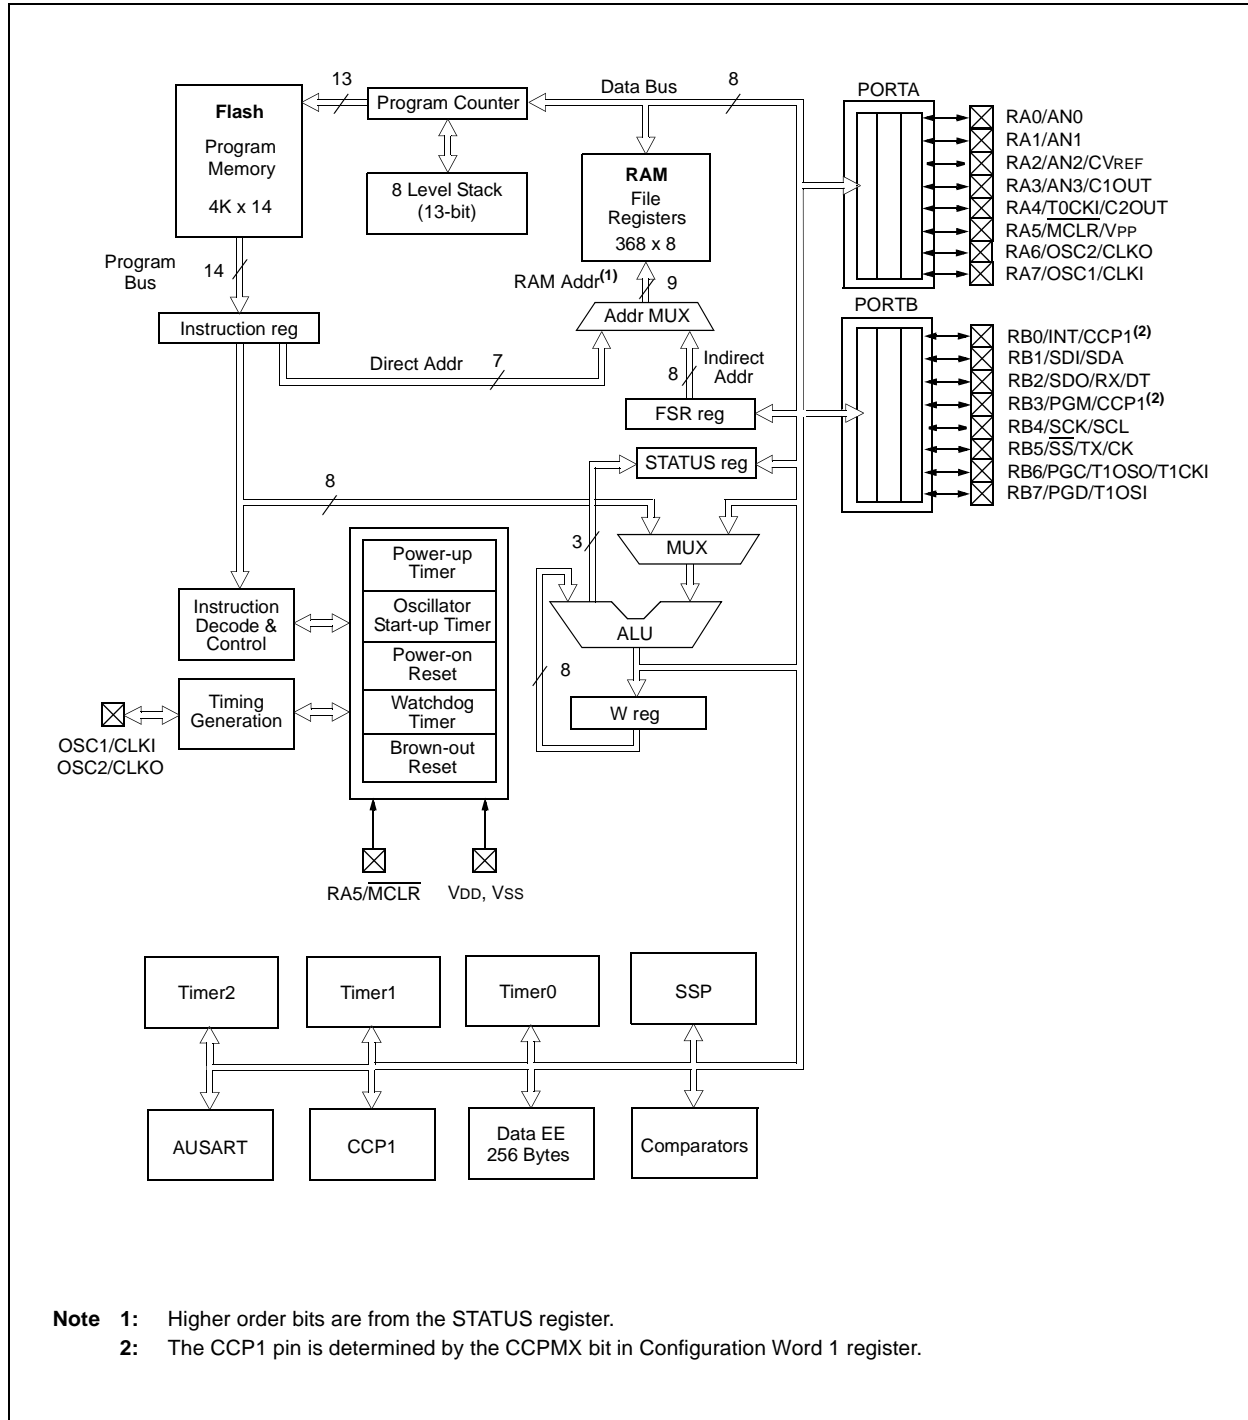 13
Data Bus
8
PORTA
Flash
Program
Memory
4K x 14
Program Counter
8 Level Stack
(13-bit)
RAM
File
Registers
368 x 8
RA0/AN0
RA1/AN1
RA2/AN2/CVREF
RA3/AN3/C1OUT
RA4/T0CKI/C2OUT
RA5/MCLR/VPP
RA6/OSC2/CLKO
RA7/OSC1/CLKI
Program
Bus
14
RAM Addr(1)
9
PORTB
Instruction reg
Addr MUX
Direct Addr
7
8
Indirect
Addr
FSR reg
RB0/INT/CCP1(2)
RB1/SDI/SDA
RB2/SDO/RX/DT
RB3/PGM/CCP1(2)
RB4/SCK/SCL
RB5/SS/TX/CK
RB6/PGC/T1OSO/T1CKI
RB7/PGD/T1OSI
STATUS reg
8
3
MUX
Power-up
Timer
Oscillator
Start-up Timer
Power-on
Reset
Watchdog
Timer
Brown-out
Reset
Instruction
Decode &
Control
ALU
8
W reg
Timing
Generation
OSC1/CLKI
OSC2/CLKO
RA5/MCLR
VDD, VSS
Timer2
Timer1
Timer0
SSP
AUSART
CCP1
Data EE
256 Bytes
Comparators
Note 1: Higher order bits are from the STATUS register.
2: The CCP1 pin is determined by the CCPMX bit in Configuration Word 1 register.